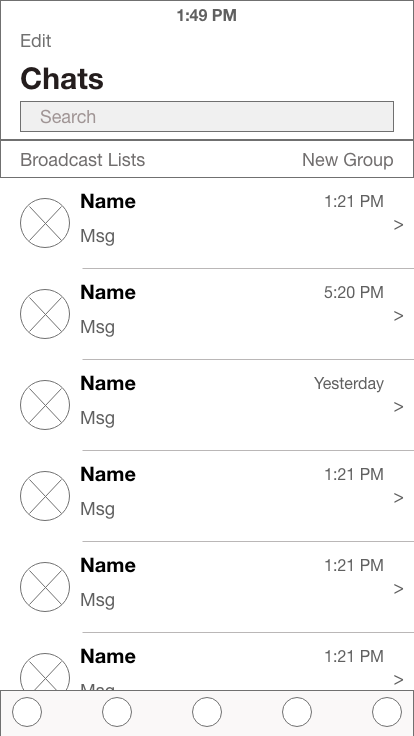 1:49 PM
Edit
Chats
Search
Broadcast Lists New Group
Name 1:21 PM
Msg >
Name 5:20 PM
Msg >
Name Yesterday
Msg >
Name 1:21 PM
Msg >
Name 1:21 PM
Msg >
Name 1:21 PM
Msg >